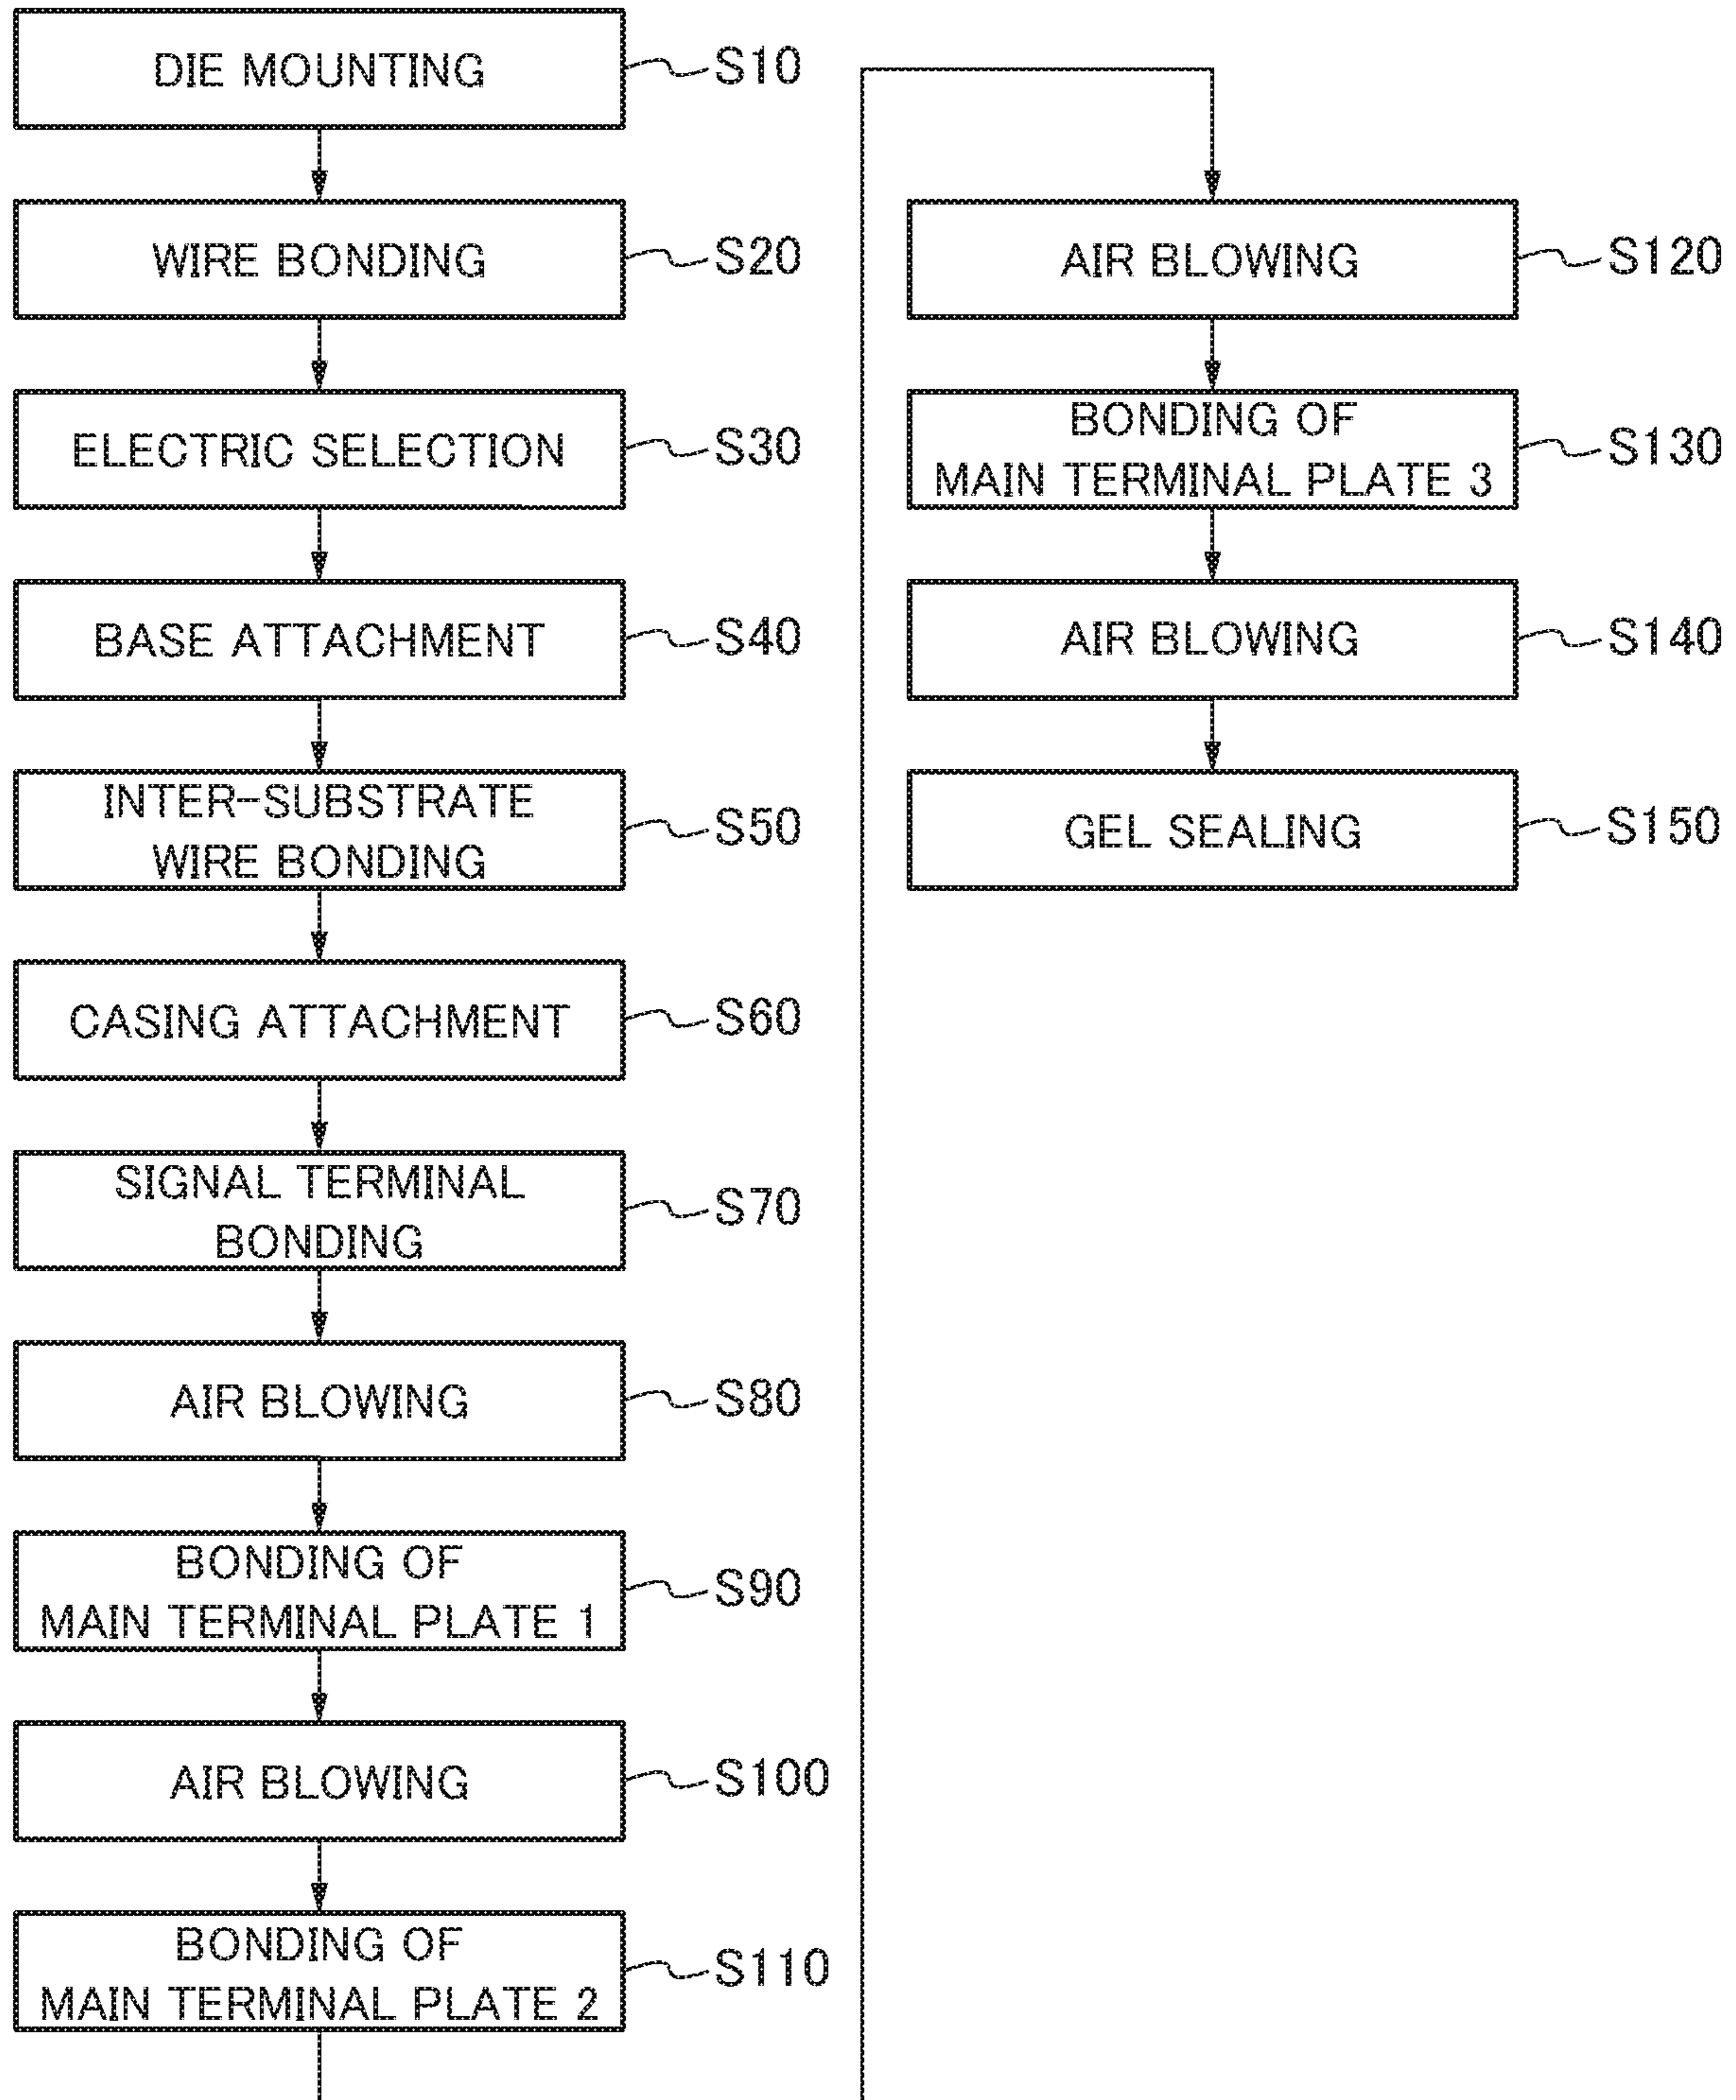 DIE MOUNTING
S10
WIRE BONDING
S20
ELECTRIC SELECTION
S30
BASE ATTACHMENT
S40
INTER-SUBSTRATE
WIRE BONDING
S50
CASING ATTACHMENT
S60
SIGNAL TERMINAL
BONDING
S70
AIR BLOWING
S80
BONDING OF
MAIN TERMINAL PLATE 1
S90
AIR BLOWING
S100
BONDING OF
MAIN TERMINAL PLATE 2
S110
AIR BLOWING
S120
BONDING OF
MAIN TERMINAL PLATE 3
S130
AIR BLOWING
S140
GEL SEALING
S150